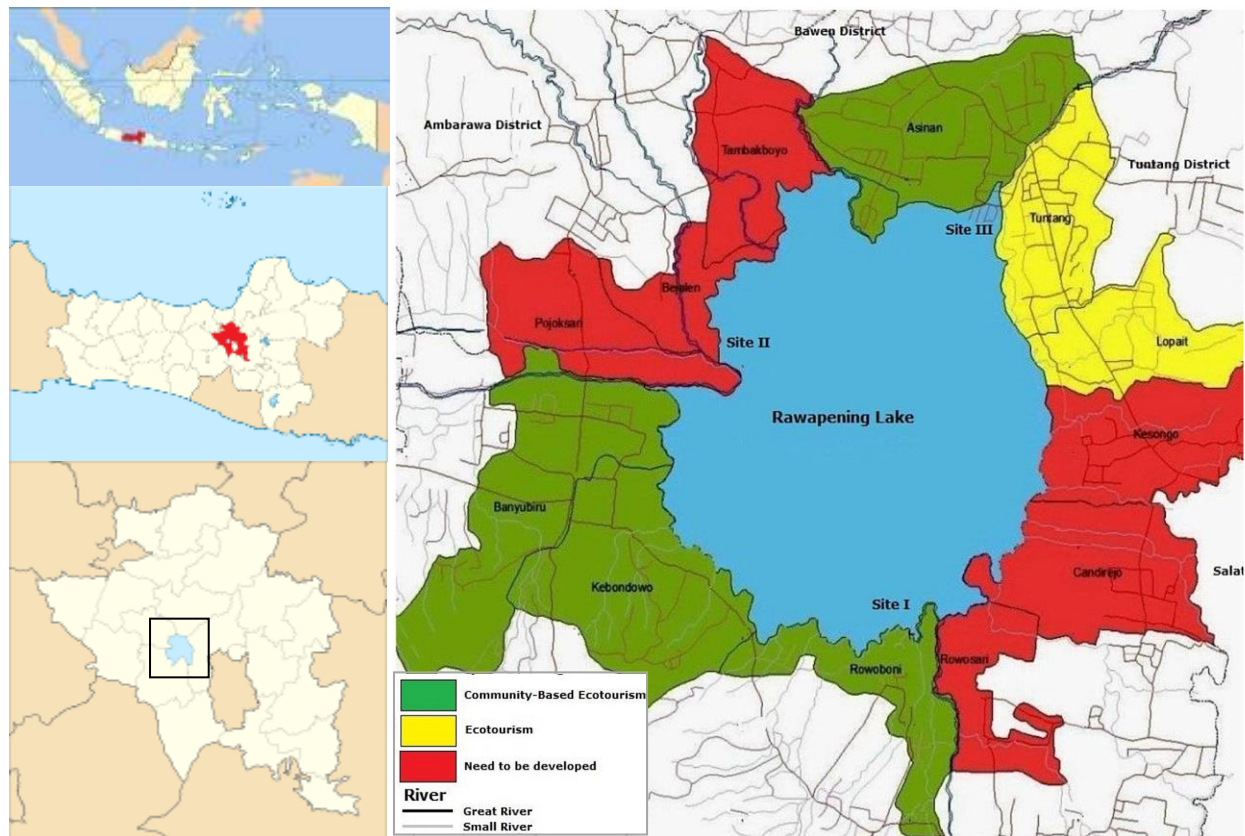 Bawen District
Ambarawa District
Asinan
Tambakboyo
Tuntang District
Tuntang
Site III
Bejalen
Pojoksari
Site II
Lopait
Rawapening Lake
Kesongo
Banyubiru
Candirejo
Salat
Kebondowo
Site I
Rowoboni
Rowosari
Community-Based Ecotourism
Ecotourism
Need to be developed
River
Great River
Small River